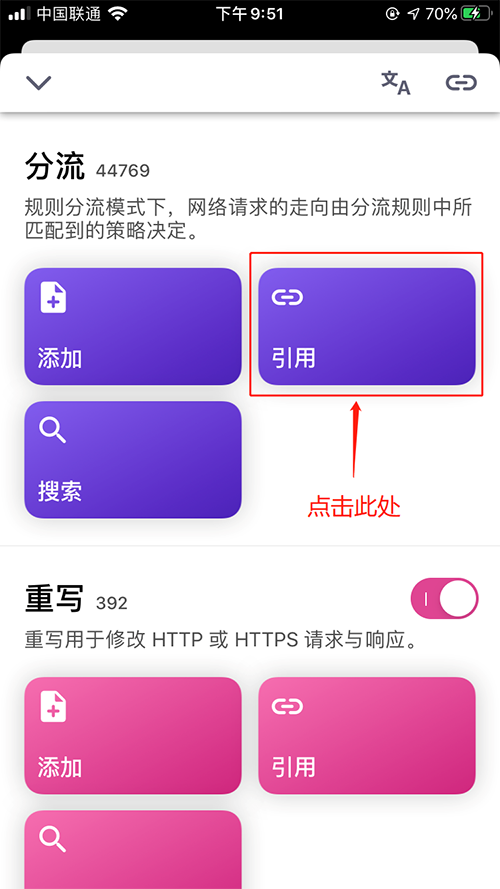 中国联通 下午9:51 70%
文A
分流 44769
规则分流模式下，网络请求的走向由分流规则中所
匹配到的策略决定。
添加 引用
搜索
点击此处
重写 392
重写用于修改 HTTP 或 HTTPS 请求与响应。
添加 引用